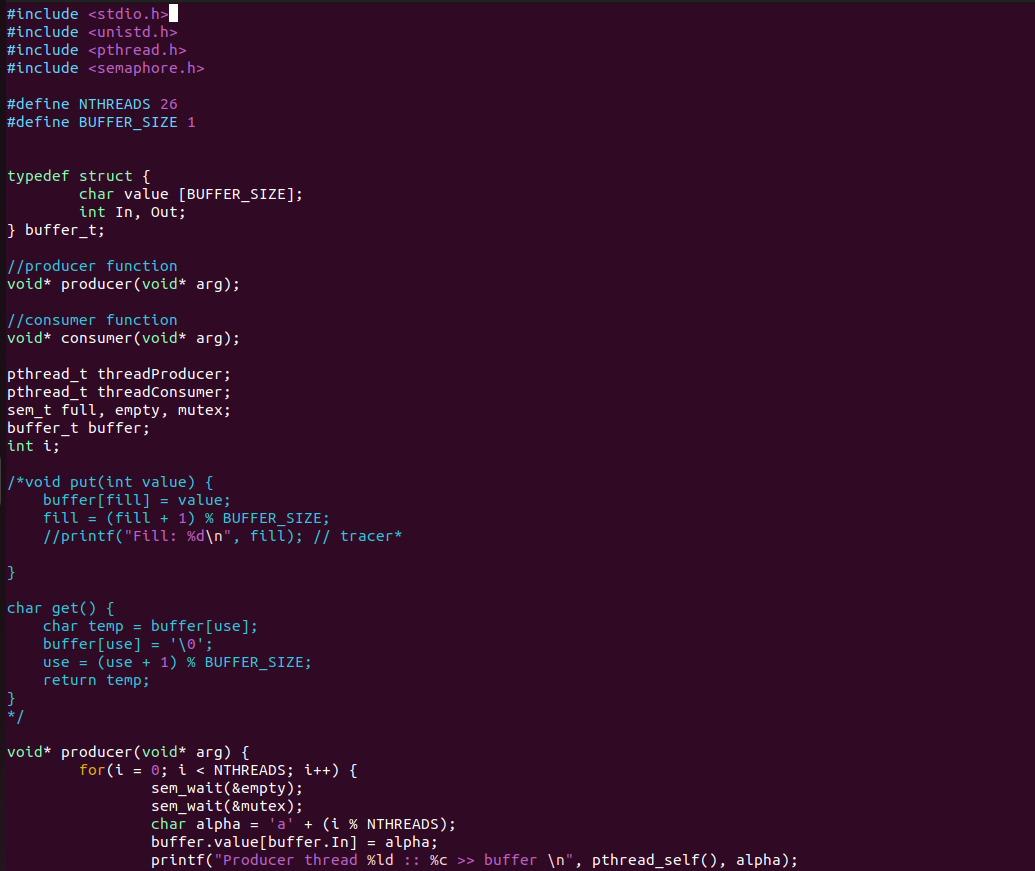 #include <stdio.h>
#include <unistd.h>
#include <pthread.h>
#include <semaphore.h>

#define NTHREADS 26
#define BUFFER_SIZE 1


typedef struct {
        char value [BUFFER_SIZE];
        int In, Out;
} buffer_t;

//producer function
void* producer(void* arg);

//consumer function
void* consumer(void* arg);

pthread_t threadProducer;
pthread_t threadConsumer;
sem_t full, empty, mutex;
buffer_t buffer;
int i;

/*void put(int value) {
    buffer[fill] = value;
    fill = (fill + 1) % BUFFER_SIZE;
    //printf("Fill: %d\n", fill); // tracer*

}

char get() {
    char temp = buffer[use];
    buffer[use] = '\0';
    use = (use + 1) % BUFFER_SIZE;
    return temp;
}
*/

void* producer(void* arg) {
        for(i = 0; i < NTHREADS; i++) {
                sem_wait(&empty);
                sem_wait(&mutex);
                char alpha = 'a' + (i % NTHREADS);
                buffer.value[buffer.In] = alpha;
                printf("Producer thread %ld :: %c >> buffer \n", pthread_self(), alpha);